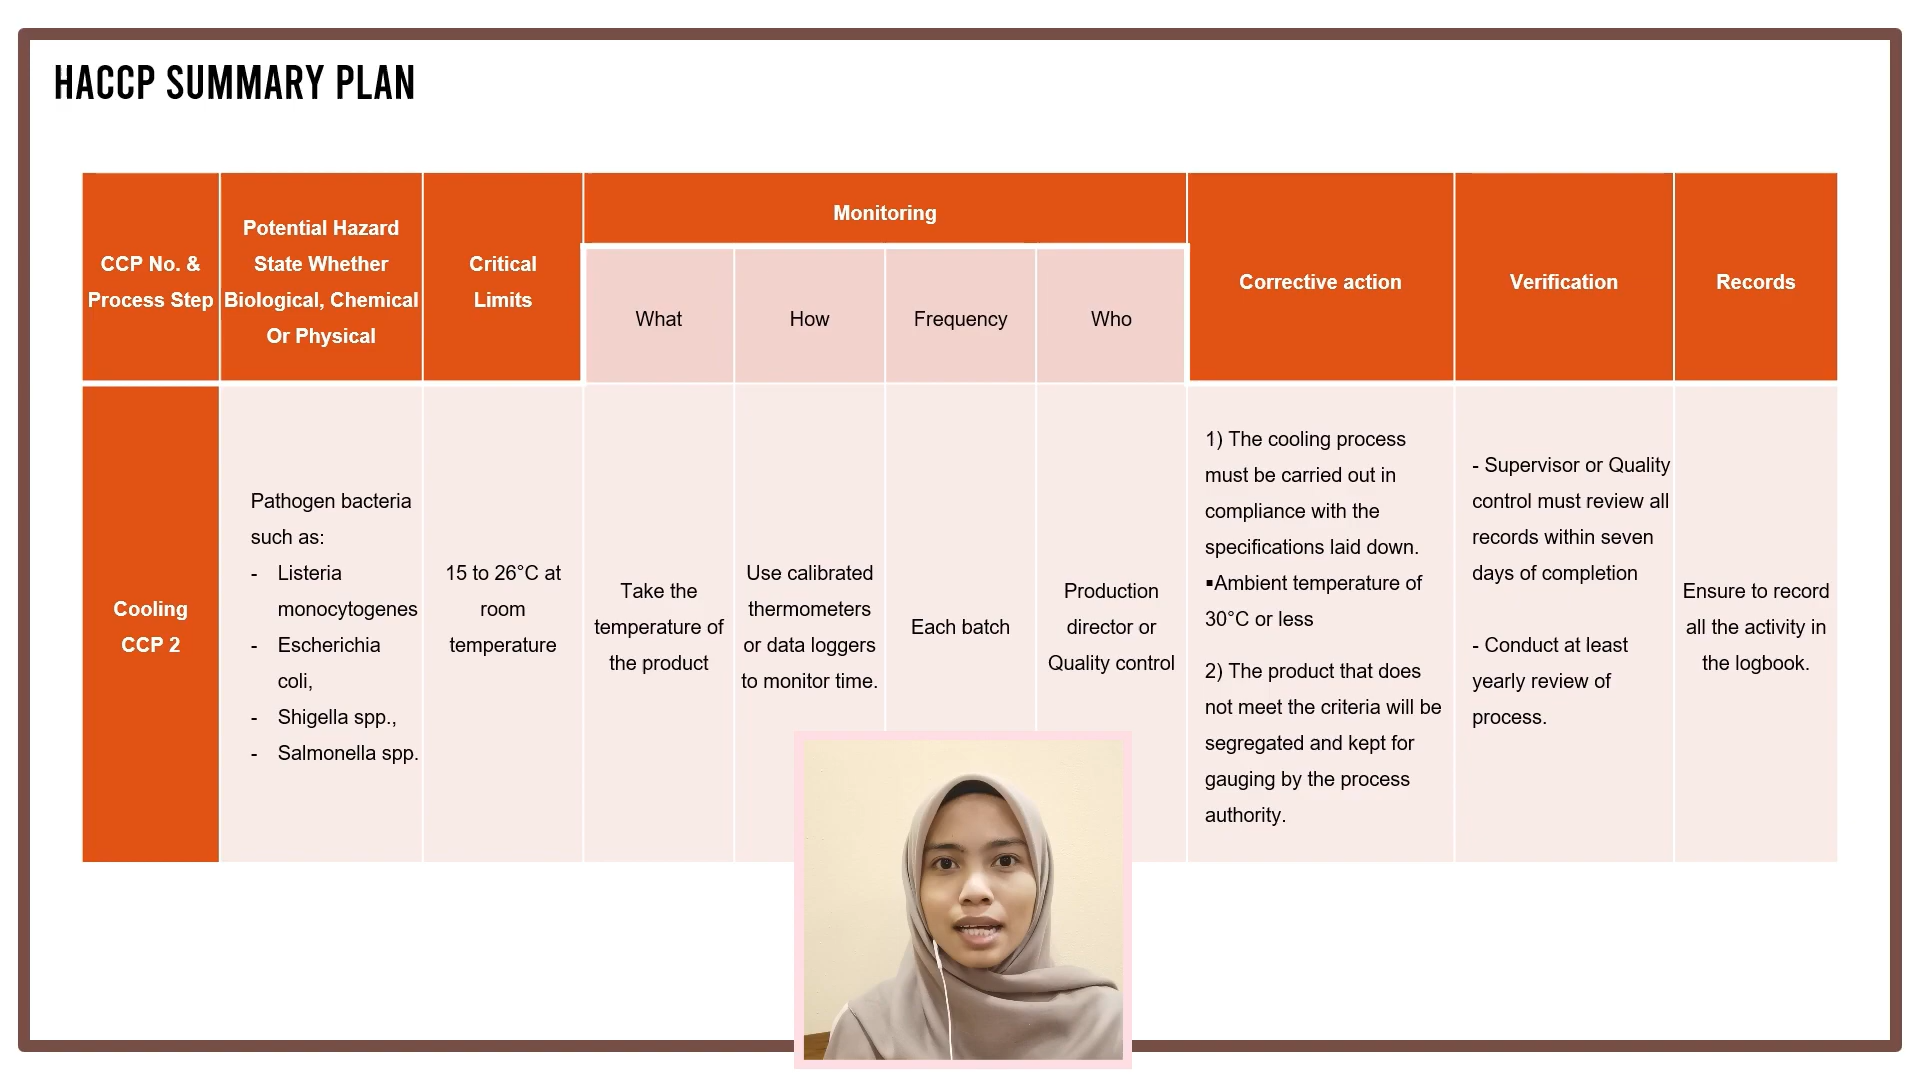 HACCP SUMMARY PLAN
CCP No. &
Process Step
Potential Hazard
State Whether
Biological, Chemical
Or Physical
Critical
Limits
Monitoring
What
How
Frequency
Who
Corrective action
Verification
Records
Cooling
CCP 2
Pathogen bacteria
such as:
- Listeria
monocytogenes
- Escherichia
coli,
- Shigella spp.,
- Salmonella spp.
15 to 26°C at
room
temperature
Take the
temperature of
the product
Use calibrated
thermometers
or data loggers
to monitor time.
Each batch
Production
director or
Quality control
1) The cooling process
must be carried out in
compliance with the
specifications laid down.
▪Ambient temperature of
30°C or less
2) The product that does
not meet the criteria will be
segregated and kept for
gauging by the process
authority.
- Supervisor or Quality
control must review all
records within seven
days of completion
- Conduct at least
yearly review of
process.
Ensure to record
all the activity in
the logbook.